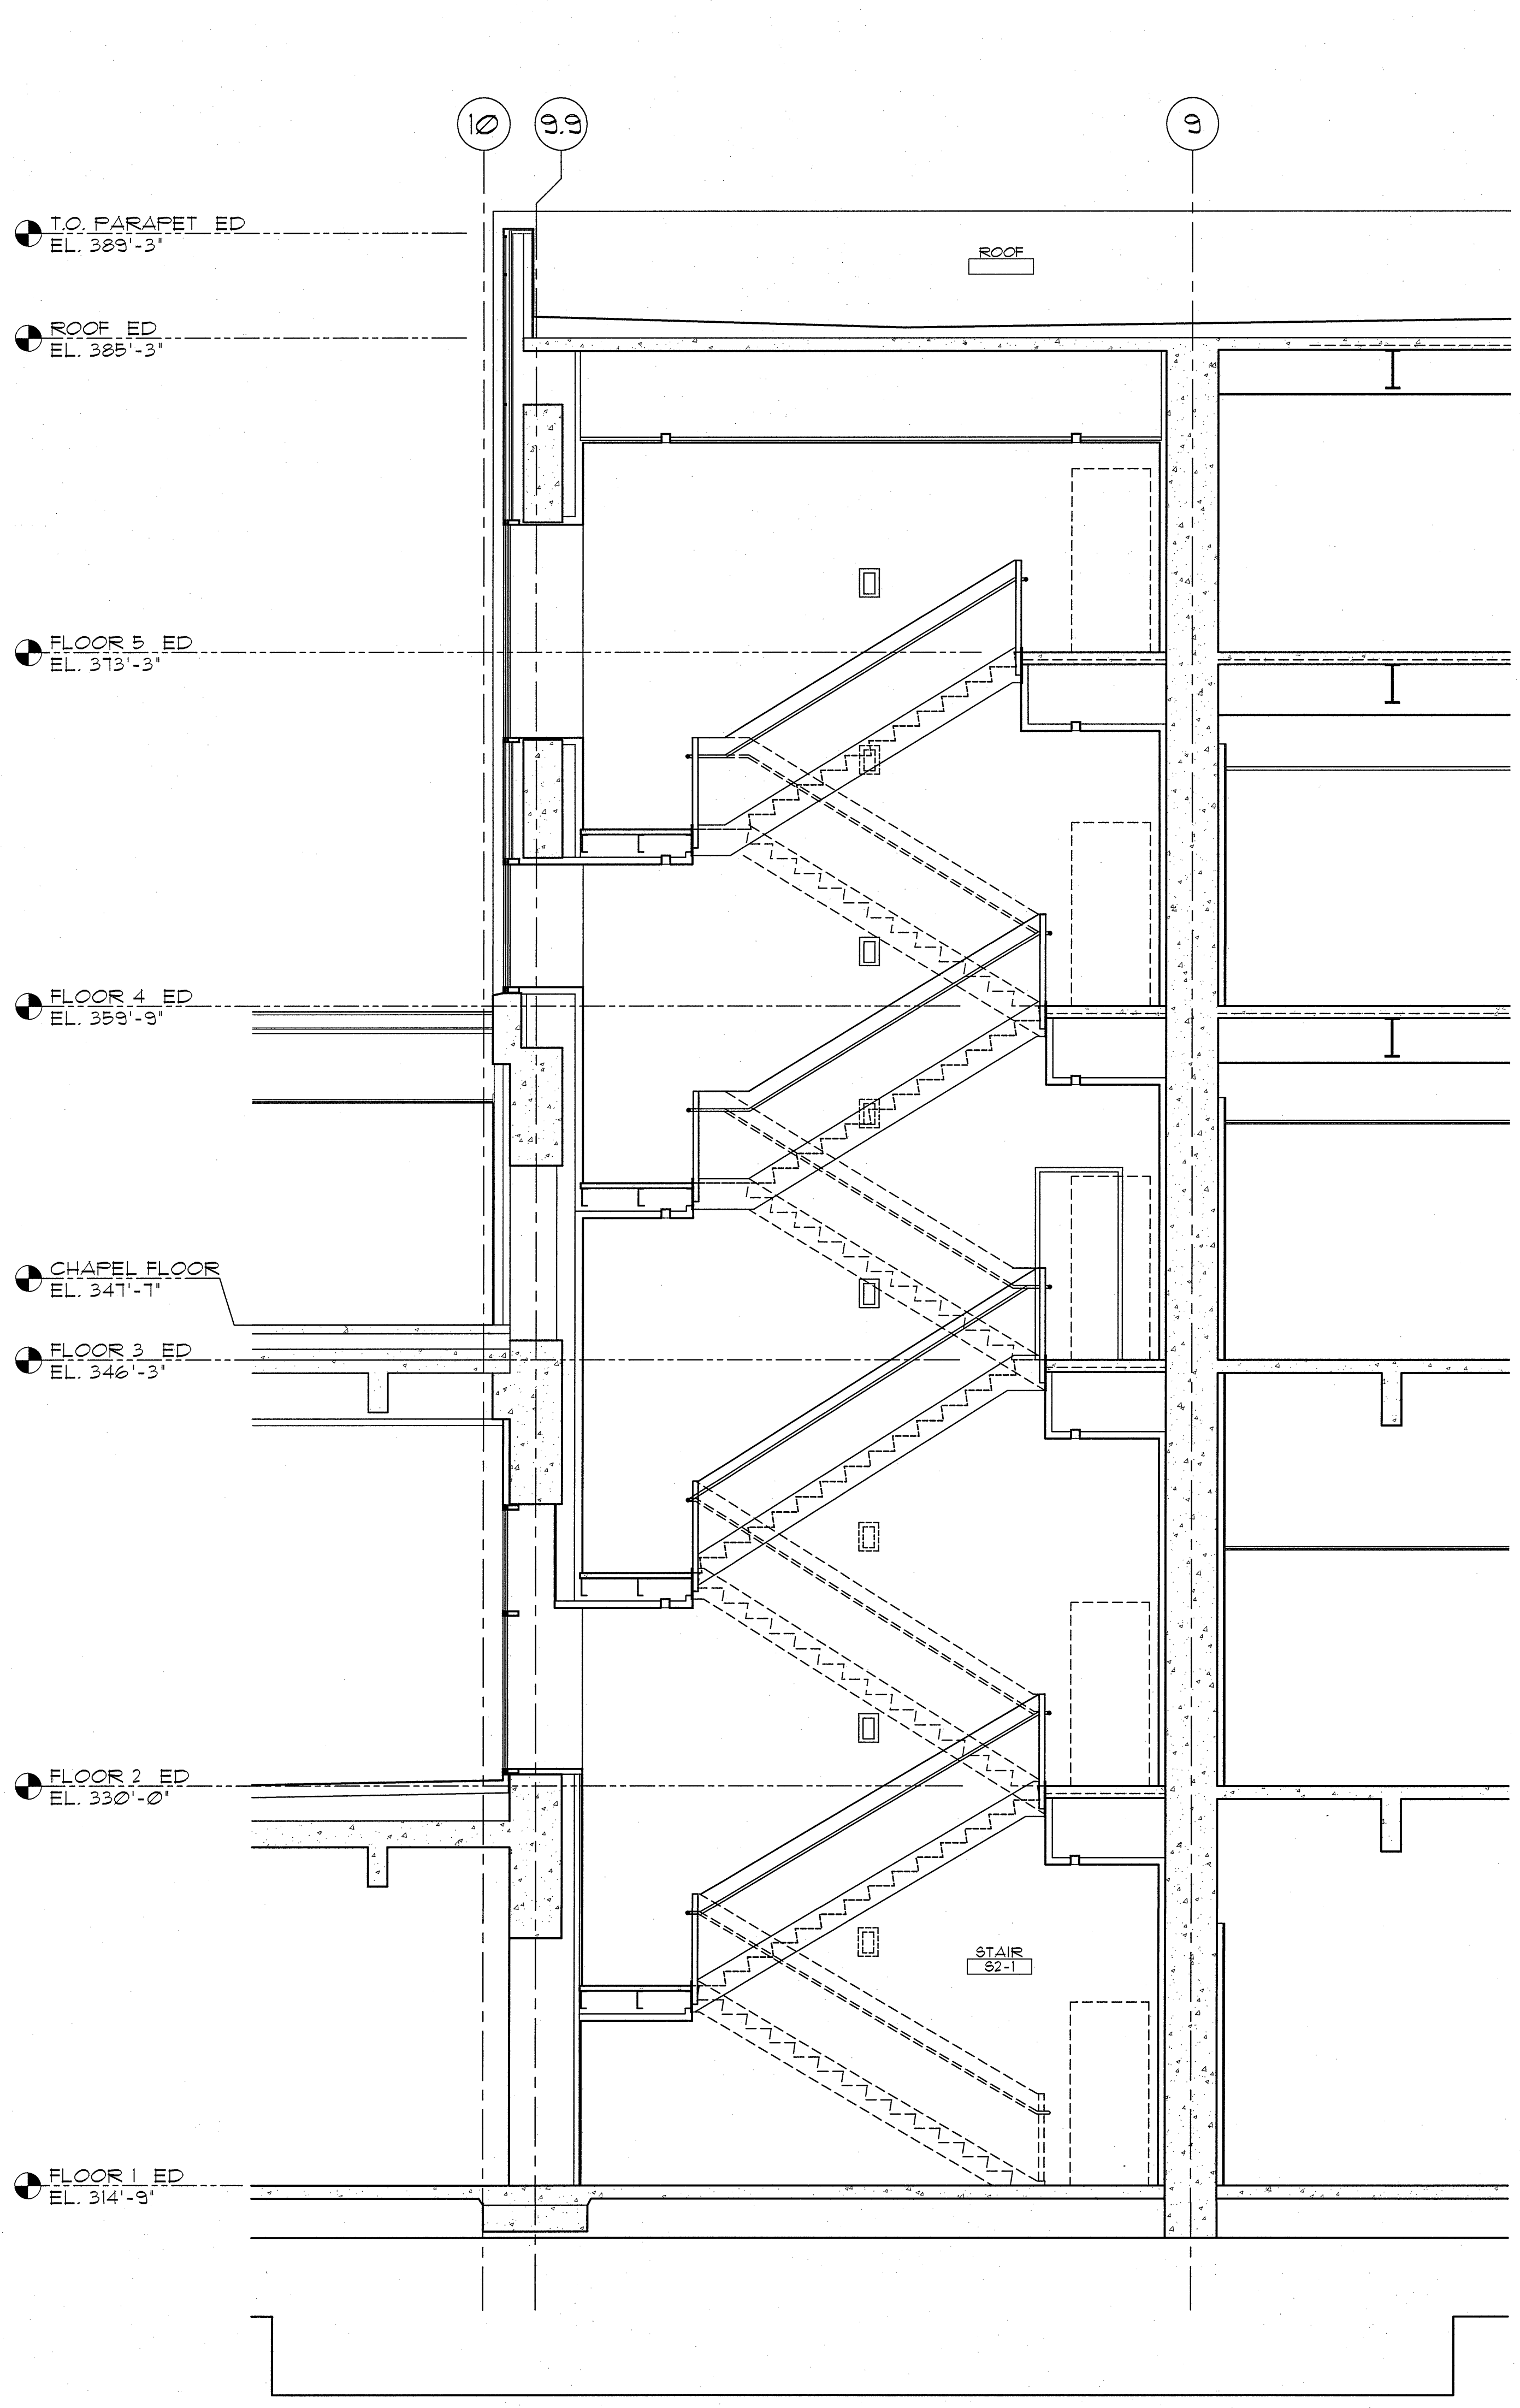 10
9.9
9
T.O. PARAPET ED
EL. 389'-3"
ROOF
ROOF ED
EL. 385'-3"
FLOOR 5 ED
EL. 373'-3"
FLOOR 4 ED
EL. 359'-9"
CHAPEL FLOOR
EL. 347'-7"
FLOOR 3 ED
EL. 346'-3"
FLOOR 2 ED
EL. 330'-0"
STAIR
S2-1
FLOOR 1 ED
EL. 314'-9"